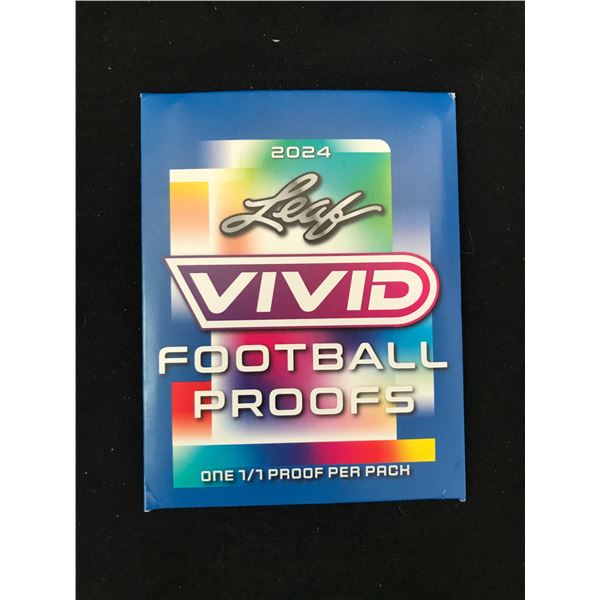 2024
Leaf
VIVID
FOOTBALL
PROOFS
ONE 1/1 PROOF PER PACK